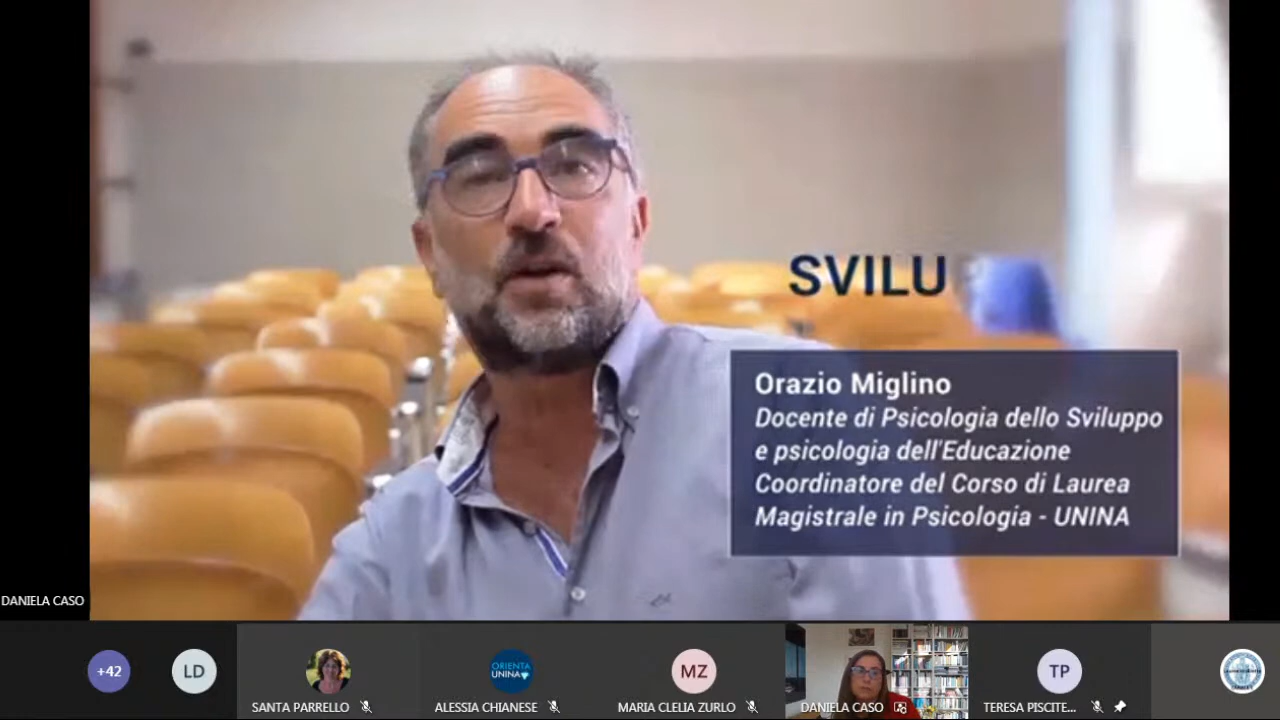 SVILU
Orazio Miglino
Docente di Psicologia dello Sviluppo
e psicologia dell'Educazione
Coordinatore del Corso di Laurea
Magistrale in Psicologia - UNINA
DANIELA CASO
+42
LD
SANTA PARRELLO
ORIENTA
UNINA
ALESSIA CHIANESE
MZ
MARIA CLELIA ZURLO
DANIELA CASO
TP
TERESA PISCITE...